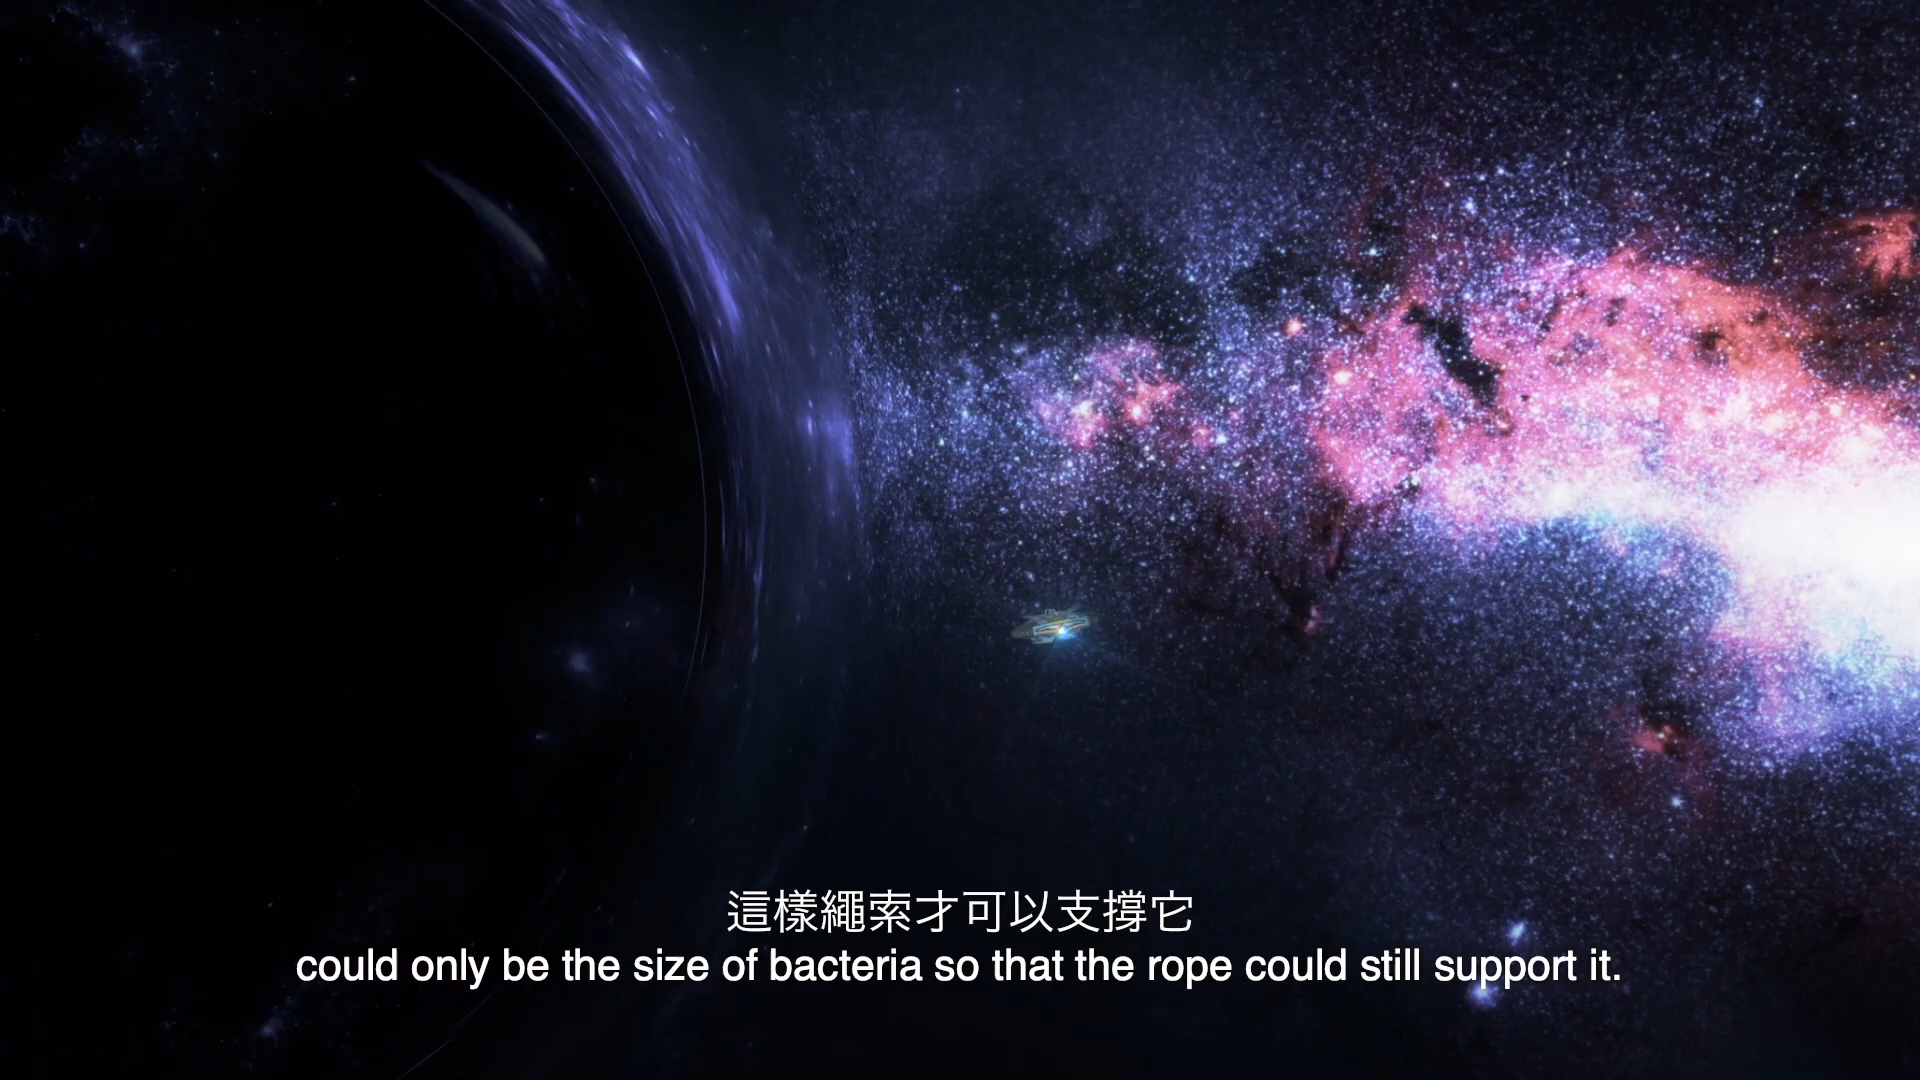 這樣繩索才可以支撐它
could only be the size of bacteria so that the rope could still support it.